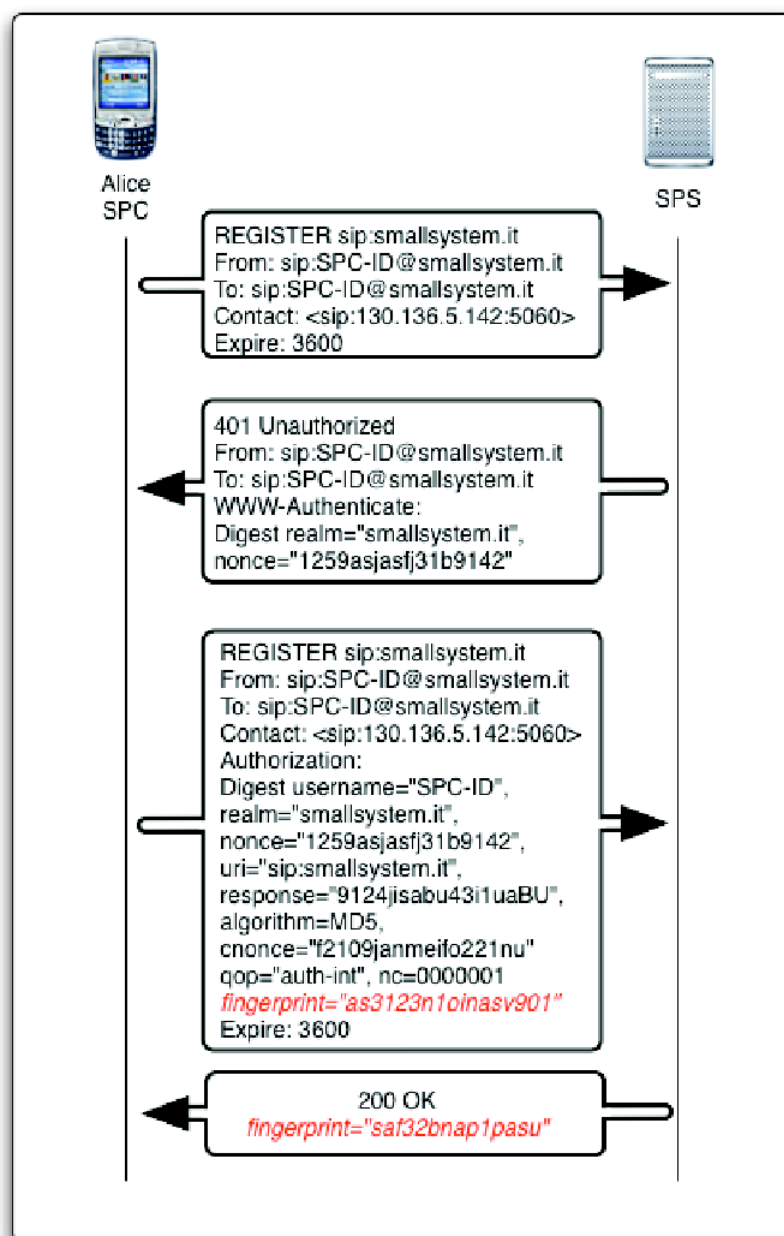 Alice
SPC
SPS
REGISTER sip:smallsystem.it
From: sip:SPC-ID@smallsystem.it
To: sip:SPC-ID@smallsystem.it
Contact: <sip:130.136.5.142:5060>
Expire: 3600
401 Unauthorized
From: sip:SPC-ID@smallsystem.it
To: sip:SPC-ID@smallsystem.it
WWW-Authenticate:
Digest realm="smallsystem.it",
nonce="1259asjasfj31b9142"
REGISTER sip:smallsystem.it
From: sip:SPC-ID@smallsystem.it
To: sip:SPC-ID@smallsystem.it
Contact: <sip:130.136.5.142:5060>
Authorization:
Digest username="SPC-ID",
realm="smallsystem.it",
nonce="1259asjasfj31b9142",
uri="sip:smallsystem.it",
response="9124jisabu43i1uaBU",
algorithm=MD5,
cnonce="f2109janmeifo221nu"
qop="auth-int", nc=0000001
fingerprint="as3123n1oinasv901"
Expire: 3600
200 OK
fingerprint="saf32bnap1pasu"